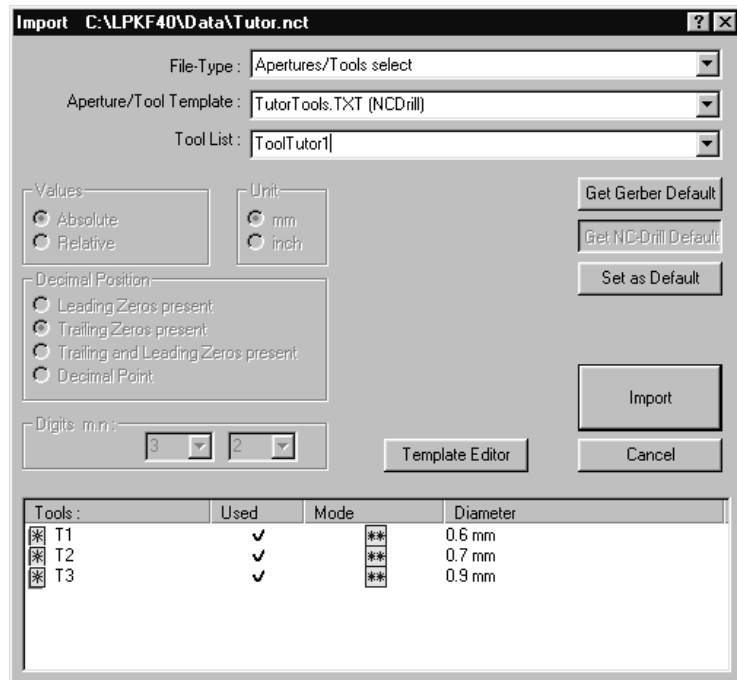 Import C:\LPKF40\Data\Tutor.nct
File-Type : Apertures/Tools select
Aperture/Tool Template : TutorTools.TXT (NCDrill)
Tool List : ToolTutor1
Values
Absolute
Relative
Unit
mm
inch
Get Gerber Default
Get NC-Drill Default
Set as Default
Decimal Position
Leading Zeros present
Trailing Zeros present
Trailing and Leading Zeros present
Decimal Point
Digits m.n :
3 2
Import
Template Editor
Cancel
Tools : Used Mode Diameter
T1 0.6 mm
T2 0.7 mm
T3 0.9 mm